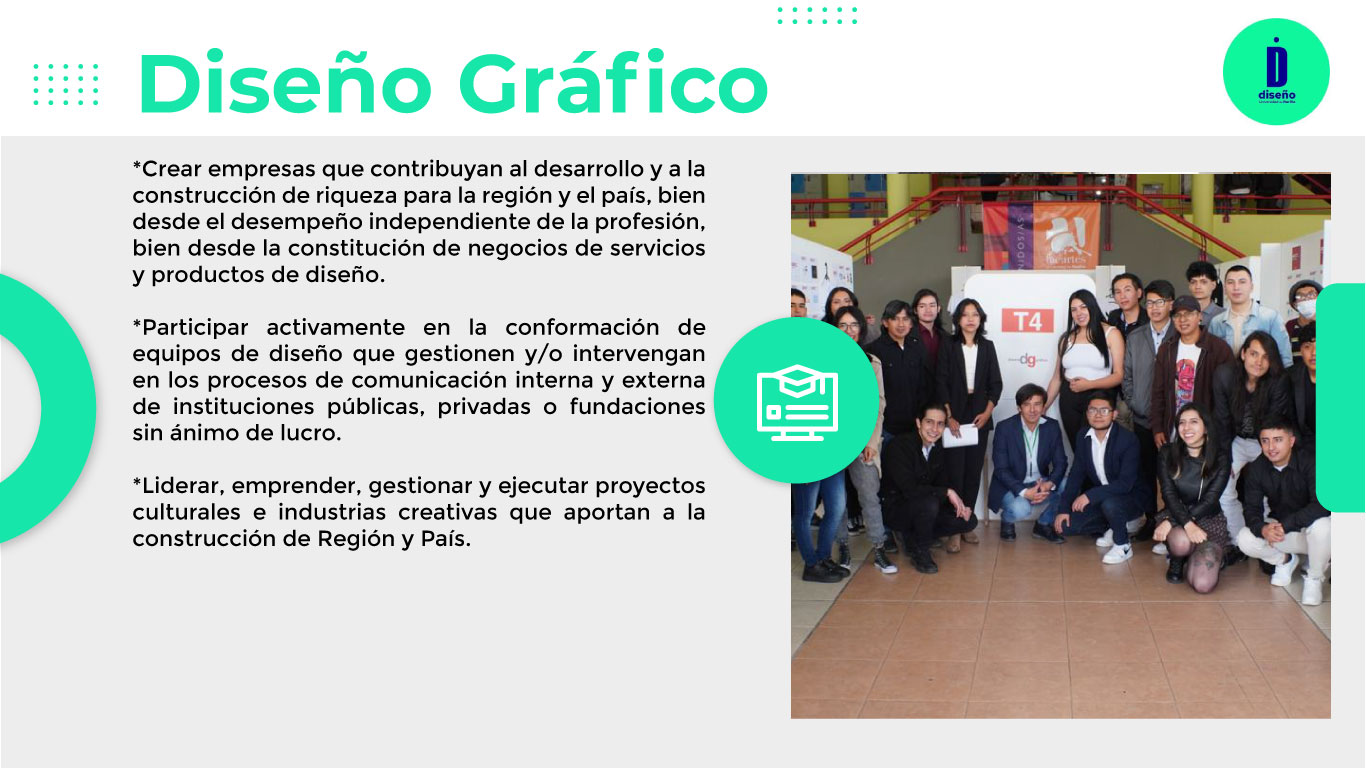 Diseño Gráfico
diseño
*Crear empresas que contribuyan al desarrollo y a la
construcción de riqueza para la región y el país, bien
desde el desempeño independiente de la profesión,
bien desde la constitución de negocios de servicios
y productos de diseño.
*Participar activamente en la conformación de
equipos de diseño que gestionen y/o intervengan
en los procesos de comunicación interna y externa
de instituciones públicas, privadas o fundaciones
sin ánimo de lucro.
*Liderar, emprender, gestionar y ejecutar proyectos
culturales e industrias creativas que aportan a la
construcción de Región y País.
T4
dg